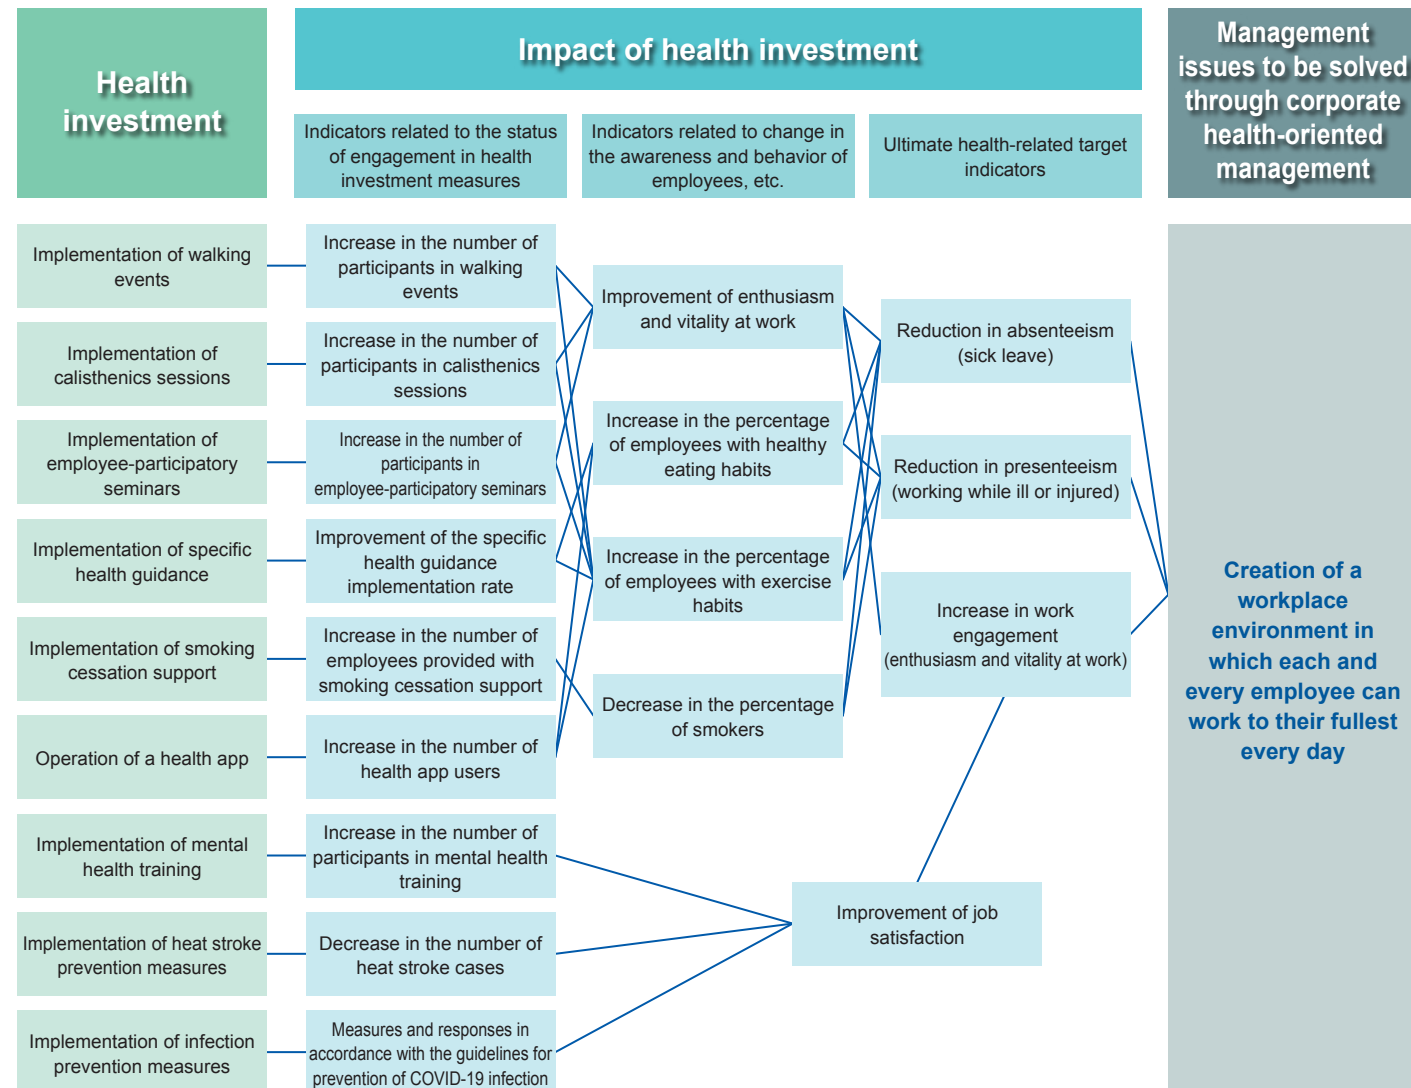 Health
investment
Impact of health investment
Management
issues to be solved
through corporate
health-oriented
management
Indicators related to the status
of engagement in health
investment measures
Indicators related to change in
the awareness and behavior of
employees, etc.
Ultimate health-related target
indicators
Implementation of walking
events
Implementation of
calisthenics sessions
Implementation of
employee-participatory
seminars
Implementation of specific
health guidance
Implementation of smoking
cessation support
Operation of a health app
Implementation of mental
health training
Implementation of heat stroke
prevention measures
Implementation of infection
prevention measures
Increase in the number of
participants in walking
events
Increase in the number of
participants in calisthenics
sessions
Increase in the number of
participants in
employee-participatory seminars
Improvement of the specific
health guidance
implementation rate
Increase in the number of
employees provided with
smoking cessation support
Increase in the number of
health app users
Increase in the number of
participants in mental health
training
Decrease in the number of
heat stroke cases
Measures and responses in
accordance with the guidelines for
prevention of COVID-19 infection
Improvement of enthusiasm
and vitality at work
Increase in the percentage
of employees with healthy
eating habits
Increase in the percentage
of employees with exercise
habits
Decrease in the percentage
of smokers
Improvement of job
satisfaction
Reduction in absenteeism
(sick leave)
Reduction in presenteeism
(working while ill or injured)
Increase in work
engagement
(enthusiasm and vitality at work)
Creation of a
workplace
environment in
which each and
every employee can
work to their fullest
every day